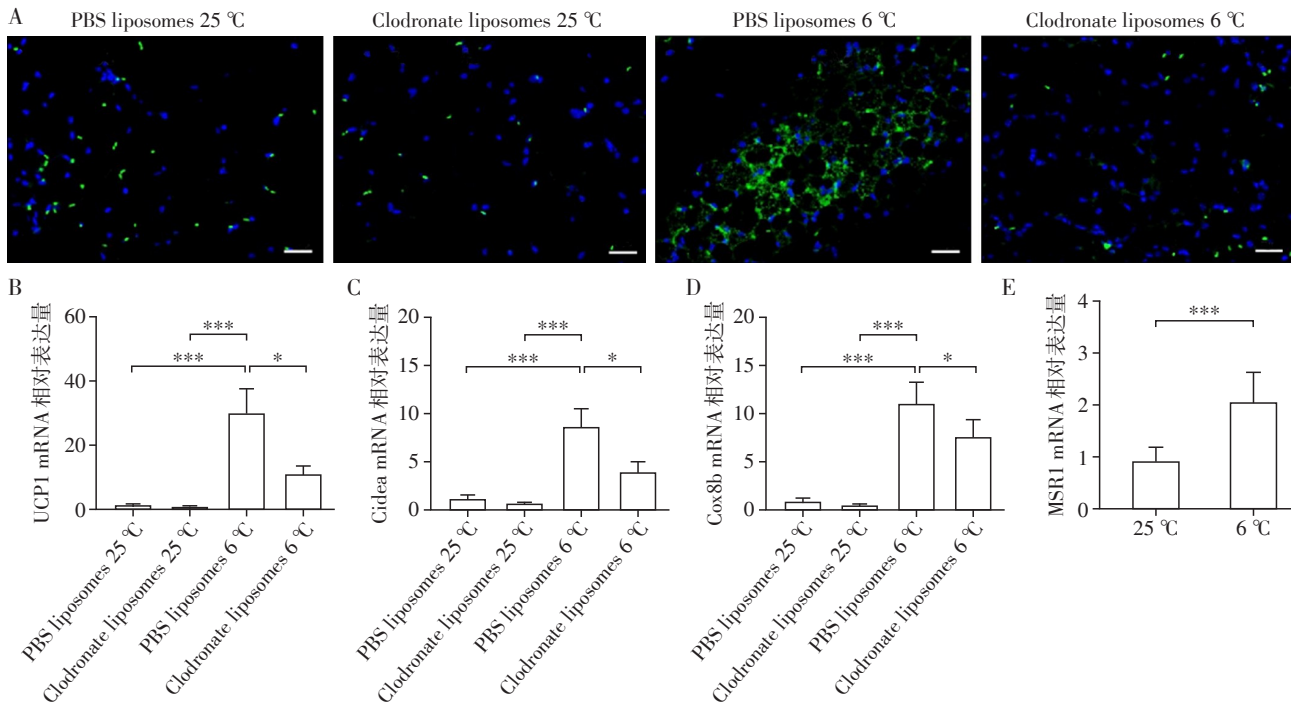 A
PBS liposomes 25 ℃
Clodronate liposomes 25 ℃
PBS liposomes 6 ℃
Clodronate liposomes 6 ℃
B
UCP1 mRNA 相对表达量
60
40
20
0
***
***
*
PBS liposomes 25 ℃
Clodronate liposomes 25 ℃
PBS liposomes 6 ℃
Clodronate liposomes 6 ℃
C
Cidea mRNA 相对表达量
20
15
10
5
0
***
***
*
PBS liposomes 25 ℃
Clodronate liposomes 25 ℃
PBS liposomes 6 ℃
Clodronate liposomes 6 ℃
D
Cox8b mRNA 相对表达量
20
15
10
5
0
***
***
*
PBS liposomes 25 ℃
Clodronate liposomes 25 ℃
PBS liposomes 6 ℃
Clodronate liposomes 6 ℃
E
MSR1 mRNA 相对表达量
4
3
2
1
0
***
25 ℃
6 ℃